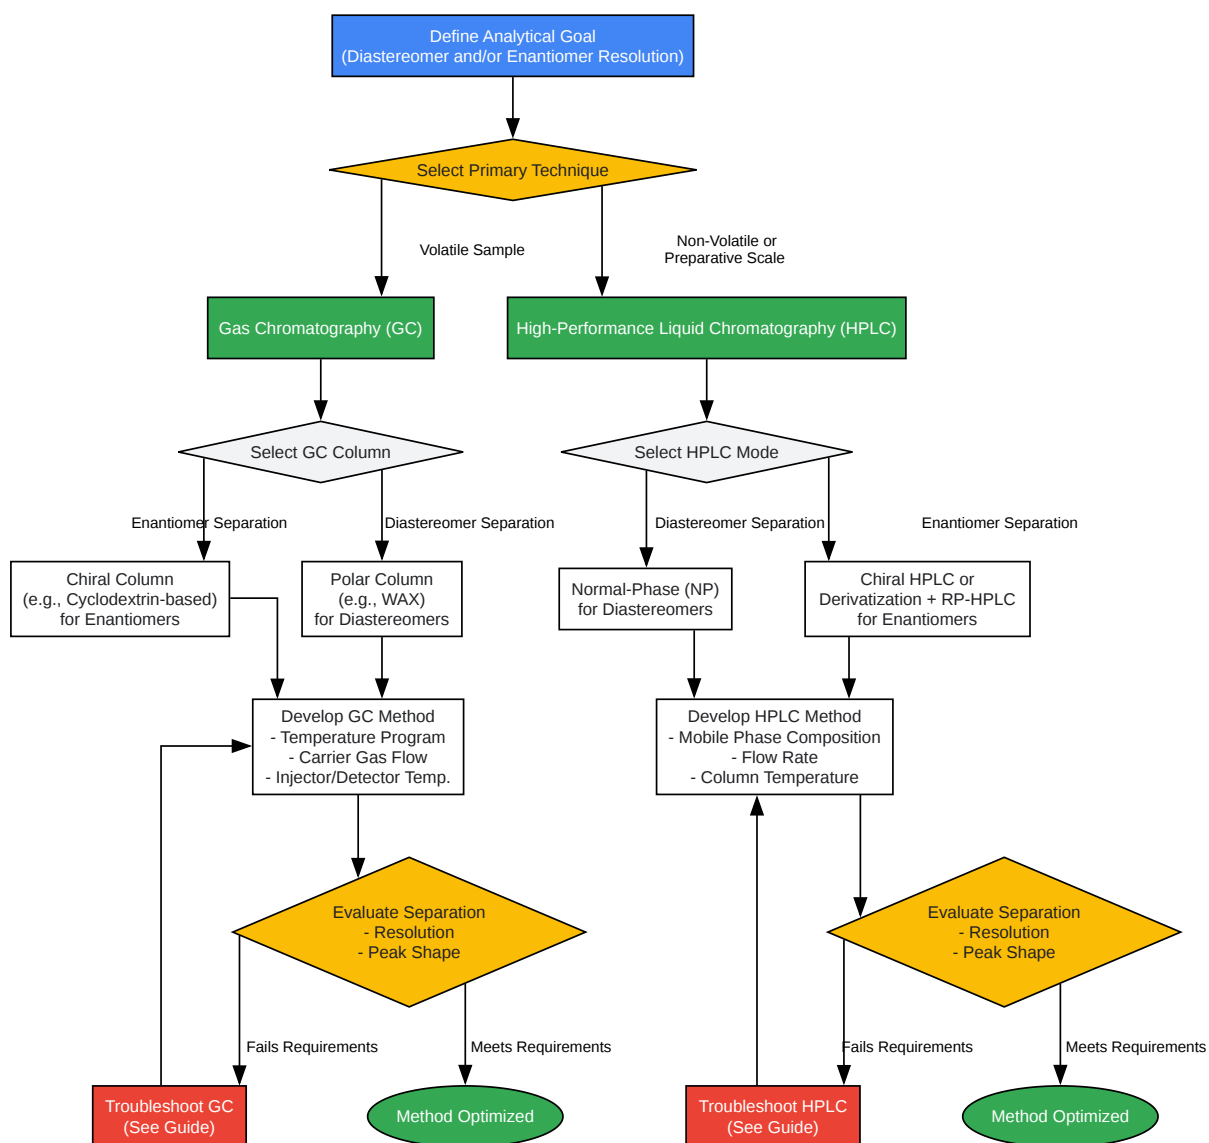 Define Analytical Goal
(Diastereomer and/or Enantiomer Resolution)
Select Primary Technique
Volatile Sample
Non-Volatile or
Preparative Scale
Gas Chromatography (GC)
High-Performance Liquid Chromatography (HPLC)
Select GC Column
Select HPLC Mode
Enantiomer Separation
Diastereomer Separation
Diastereomer Separation
Enantiomer Separation
Chiral Column
(e.g., Cyclodextrin-based)
for Enantiomers
Polar Column
(e.g., WAX)
for Diastereomers
Normal-Phase (NP)
for Diastereomers
Chiral HPLC or
Derivatization + RP-HPLC
for Enantiomers
Develop GC Method
- Temperature Program
- Carrier Gas Flow
- Injector/Detector Temp.
Develop HPLC Method
- Mobile Phase Composition
- Flow Rate
- Column Temperature
Evaluate Separation
- Resolution
- Peak Shape
Evaluate Separation
- Resolution
- Peak Shape
Fails Requirements
Meets Requirements
Fails Requirements
Meets Requirements
Troubleshoot GC
(See Guide)
Method Optimized
Troubleshoot HPLC
(See Guide)
Method Optimized